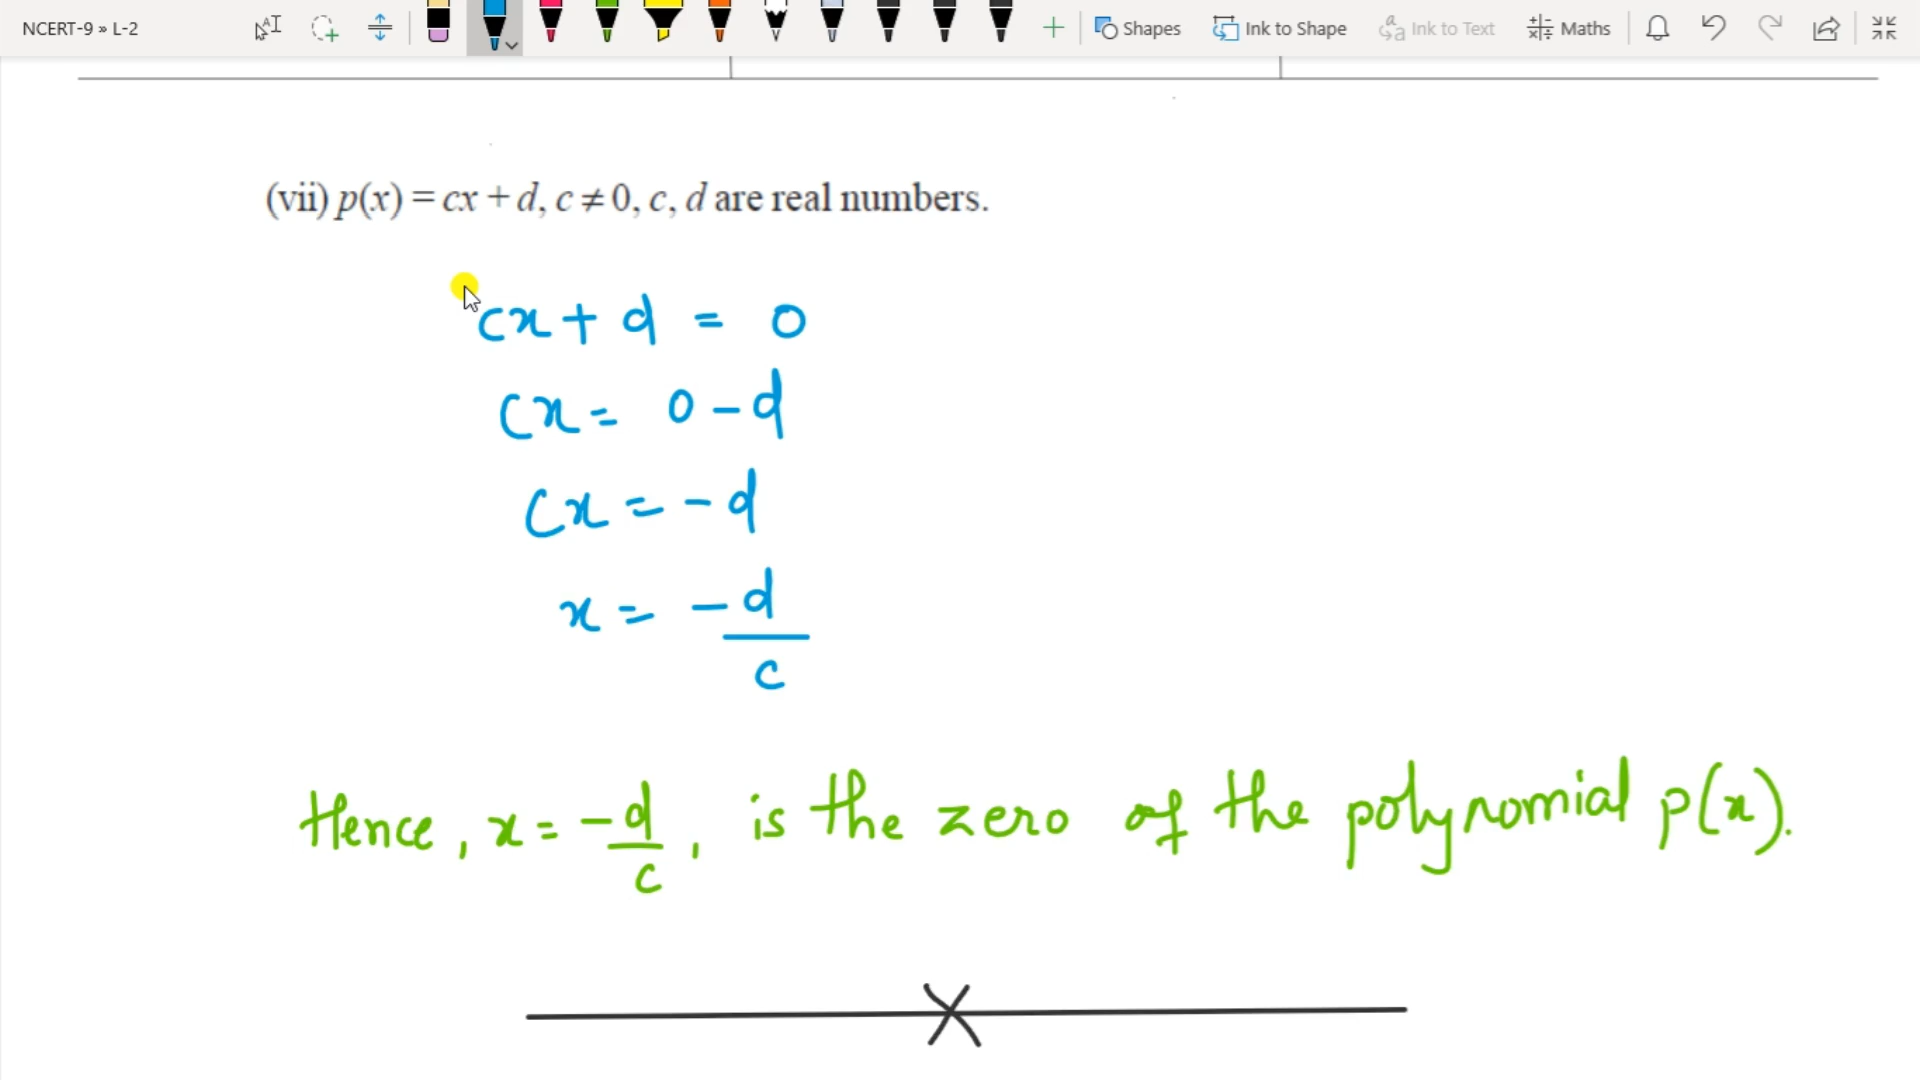 NCERT-9 » L-2
Shapes
Ink to Shape
Ink to Text
Maths
(vii) p(x) = cx + d, c ≠ 0, c, d are real numbers.
cx + d = 0
cx = 0 - d
cx = - d
x = - d
c
Hence, x = - d/c, is the zero of the polynomial p(x).